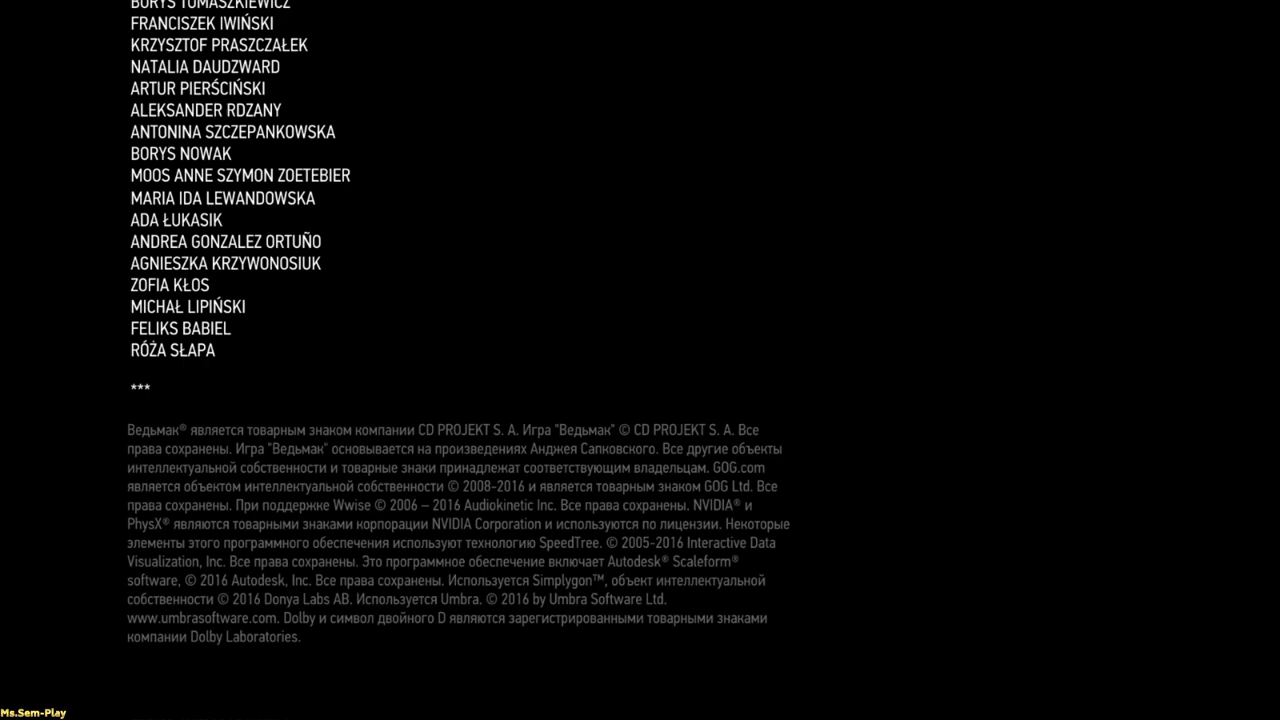 BORYS TOMASZKIEWICZ
FRANCISZEK IWIŃSKI
KRZYSZTOF PRASZCZAŁEK
NATALIA DAUDZWARD
ARTUR PIERŚCIŃSKI
ALEKSANDER RDZANY
ANTONINA SZCZEPANKOWSKA
BORYS NOWAK
MOOS ANNE SZYMON ZOETEBIER
MARIA IDA LEWANDOWSKA
ADA ŁUKASIK
ANDREA GONZALEZ ORTUÑO
AGNIESZKA KRZYWONOSIUK
ZOFIA KŁOS
MICHAŁ LIPIŃSKI
FELIKS BABIEL
RÓŻA SŁAPA
***
Ведьмак® является товарным знаком компании CD PROJEKT S. A. Игра "Ведьмак" © CD PROJEKT S. A. Все
права сохранены. Игра "Ведьмак" основывается на произведениях Анджея Сапковского. Все другие объекты
интеллектуальной собственности и товарные знаки принадлежат соответствующим владельцам. GOG.com
является объектом интеллектуальной собственности © 2008-2016 и является товарным знаком GOG Ltd. Все
права сохранены. При поддержке Wwise © 2006 – 2016 Audiokinetic Inc. Все права сохранены. NVIDIA® и
PhysX® являются товарными знаками корпорации NVIDIA Corporation и используются по лицензии. Некоторые
элементы этого программного обеспечения используют технологию SpeedTree. © 2005-2016 Interactive Data
Visualization, Inc. Все права сохранены. Это программное обеспечение включает Autodesk® Scaleform®
software, © 2016 Autodesk, Inc. Все права сохранены. Используется Simplygon™, объект интеллектуальной
собственности © 2016 Donya Labs AB. Используется Umbra. © 2016 by Umbra Software Ltd.
www.umbrasoftware.com. Dolby и символ двойного D являются зарегистрированными товарными знаками
компании Dolby Laboratories.
Ms.Sem-Play